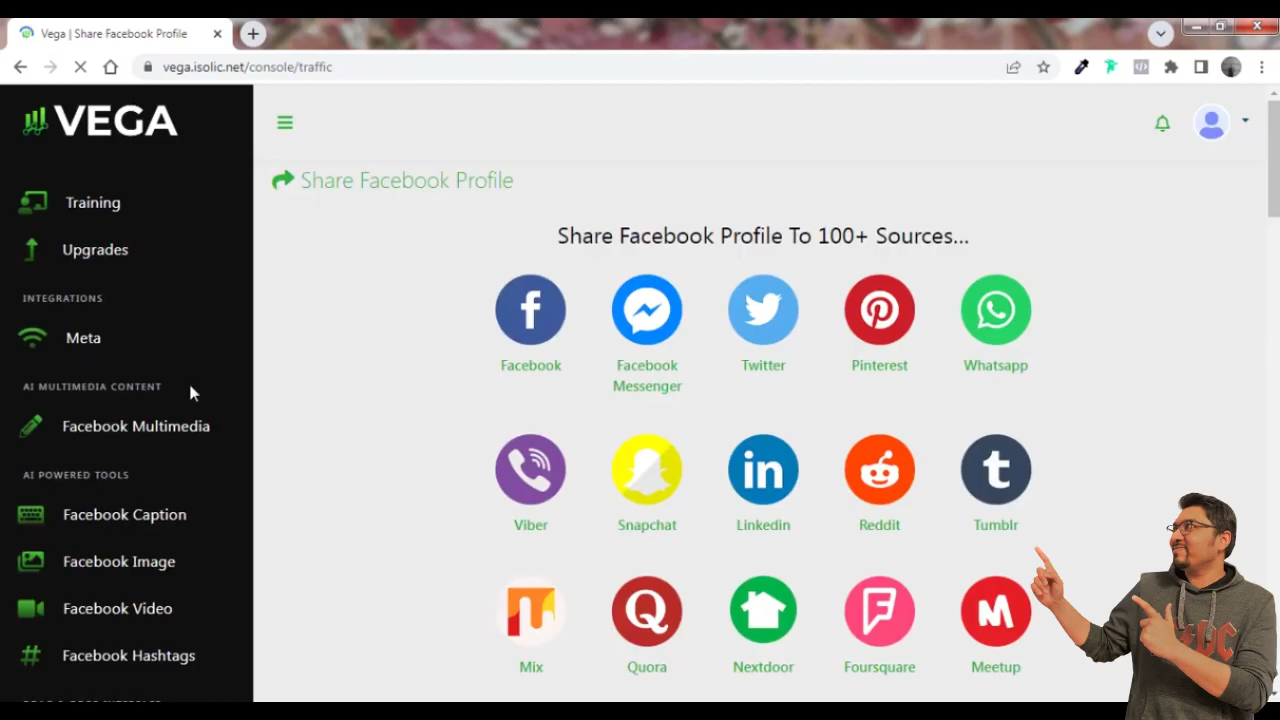 Vega | Share Facebook Profile
vega.isolic.net/console/traffic
VEGA
Training
Upgrades
INTEGRATIONS
Meta
AI MULTIMEDIA CONTENT
Facebook Multimedia
AI POWERED TOOLS
Facebook Caption
Facebook Image
Facebook Video
Facebook Hashtags
Share Facebook Profile
Share Facebook Profile To 100+ Sources...
Facebook
Facebook
Messenger
Twitter
Pinterest
Whatsapp
Viber
Snapchat
Linkedin
Reddit
Tumblr
Mix
Quora
Nextdoor
Foursquare
Meetup